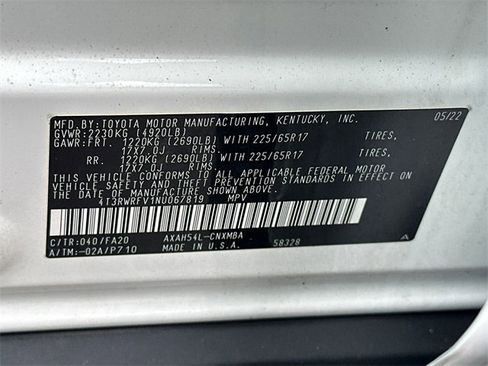 MFD.BY:TOYOTA MOTOR MANUFACTURING, KENTUCKY, INC. 05/22
GVWR:2230KG (4920LB)
GAWR:FRT. 1220KG (2690LB) WITH 225/65R17 TIRES,
17X7.0J RIMS.
RR. 1220KG (2690LB) WITH 225/65R17 TIRES,
17X7.0J RIMS.
THIS VEHICLE CONFORMS TO ALL APPLICABLE FEDERAL MOTOR
VEHICLE SAFETY STANDARDS IN EFFECT ON THE
DATE OF MANUFACTURE SHOWN ABOVE.
4T3RWRFV1NU067819 MPV
C/TR:040/FA20 AXAH54L-CNXMBA A
A/TM:-02A/P710 MADE IN U.S.A. 58328